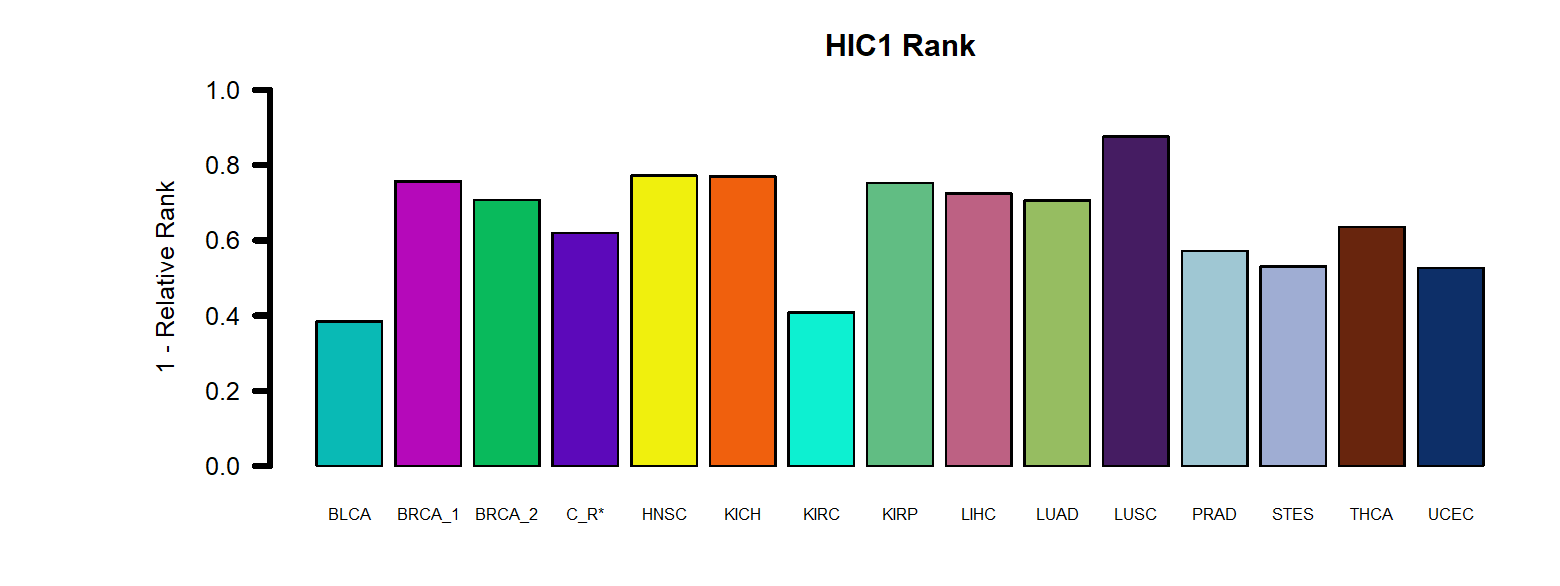 HIC1 Rank
1 - Relative Rank
1.0
0.8
0.6
0.4
0.2
0.0
BLCA BRCA_1 BRCA_2 C_R* HNSC KICH KIRC KIRP LIHC LUAD LUSC PRAD STES THCA UCEC